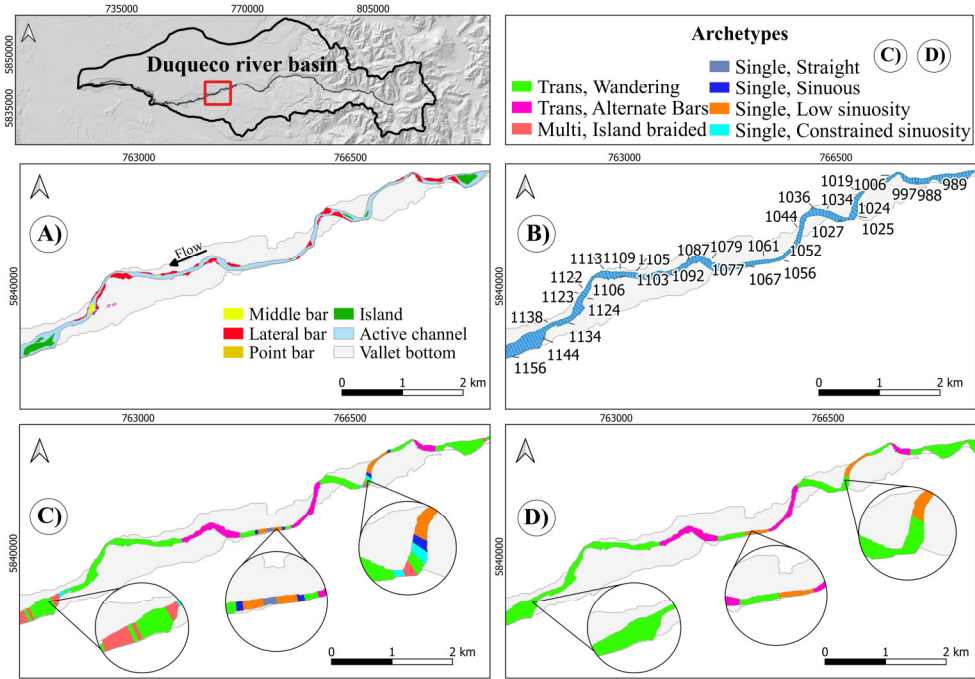 735000 770000 805000
5850000
5835000
Duqueco river basin
Archetypes
C) D)
Trans, Wandering
Trans, Alternate Bars
Multi, Island braided
Single, Straight
Single, Sinuous
Single, Low sinuosity
Single, Constrained sinuosity
763000 766500
A)
Flow
5840000
Middle bar
Lateral bar
Point bar
Island
Active channel
Vallet bottom
0 1 2 km
763000 766500
B)
1019 1006 997 988 989
1036 1034 1024
1044 1027 1025
1113 1109 1105 1087 1079 1061 1052
1122 1106 1103 1092 1077 1067 1056
1123 1124
1138 1134
1144
1156
5840000
0 1 2 km
763000 766500
C)
5840000
0 1 2 km
763000 766500
D)
5840000
0 1 2 km